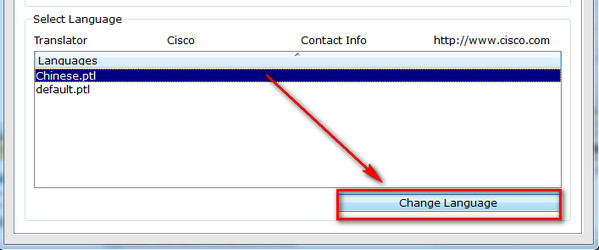 Select Language
Translator Cisco Contact Info http://www.cisco.com
Languages
Chinese.ptl
default.ptl
Change Language